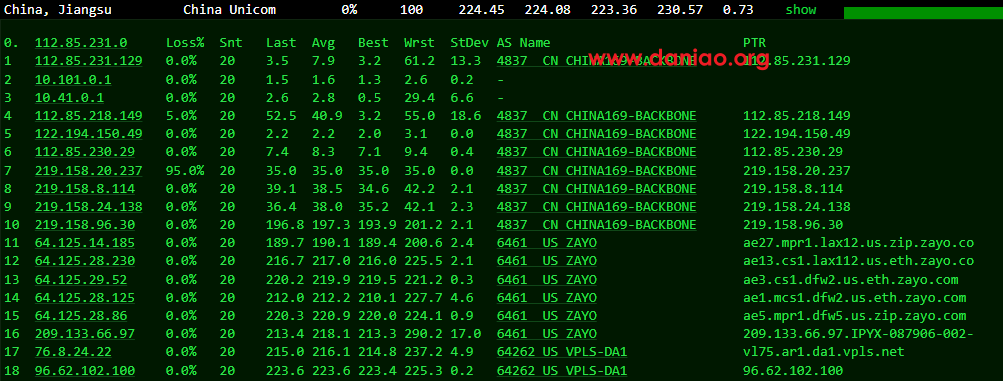 China, Jiangsu China Unicom 0% 100 224.45 224.08 223.36 230.57 0.73 show
0. 112.85.231.0 Loss% Snt Last Avg Best Wrst StDev AS Name PTR
www.daniao.org
1 112.85.231.129 0.0% 20 3.5 7.9 3.2 61.2 13.3 4837 CN CHINA169-BACKBONE 112.85.231.129
2 10.101.0.1 0.0% 20 1.5 1.6 1.3 2.6 0.2 -
3 10.41.0.1 0.0% 20 2.6 2.8 0.5 29.4 6.6 -
4 112.85.218.149 5.0% 20 52.5 40.9 3.2 55.0 18.6 4837 CN CHINA169-BACKBONE 112.85.218.149
5 122.194.150.49 0.0% 20 2.2 2.2 2.0 3.1 0.0 4837 CN CHINA169-BACKBONE 122.194.150.49
6 112.85.230.29 0.0% 20 7.4 8.3 7.1 9.4 0.4 4837 CN CHINA169-BACKBONE 112.85.230.29
7 219.158.20.237 95.0% 20 35.0 35.0 35.0 35.0 0.0 4837 CN CHINA169-BACKBONE 219.158.20.237
8 219.158.8.114 0.0% 20 39.1 38.5 34.6 42.2 2.1 4837 CN CHINA169-BACKBONE 219.158.8.114
9 219.158.24.138 0.0% 20 36.4 38.0 35.2 42.1 2.3 4837 CN CHINA169-BACKBONE 219.158.24.138
10 219.158.96.30 0.0% 20 196.8 197.3 193.9 201.2 2.1 4837 CN CHINA169-BACKBONE 219.158.96.30
11 64.125.14.185 0.0% 20 189.7 190.1 189.4 200.6 2.4 6461 US ZAYO ae27.mpr1.lax12.us.zip.zayo.co
12 64.125.28.230 0.0% 20 216.7 217.0 216.0 225.5 2.1 6461 US ZAYO ae13.cs1.lax112.us.eth.zayo.co
13 64.125.29.52 0.0% 20 220.2 219.9 219.5 221.2 0.3 6461 US ZAYO ae3.cs1.dfw2.us.eth.zayo.com
14 64.125.28.125 0.0% 20 212.0 212.2 210.1 227.7 4.6 6461 US ZAYO ae1.mcs1.dfw2.us.eth.zayo.com
15 64.125.28.86 0.0% 20 220.3 220.9 220.0 224.1 0.9 6461 US ZAYO ae5.mpr1.dfw5.us.zip.zayo.com
16 209.133.66.97 0.0% 20 213.4 218.1 213.3 290.2 17.0 6461 US ZAYO 209.133.66.97.IPYX-087906-002-
17 76.8.24.22 0.0% 20 215.0 216.1 214.8 237.2 4.9 64262 US VPLS-DA1 vl75.ar1.da1.vpls.net
18 96.62.102.100 0.0% 20 223.6 223.6 223.4 225.3 0.2 64262 US VPLS-DA1 96.62.102.100